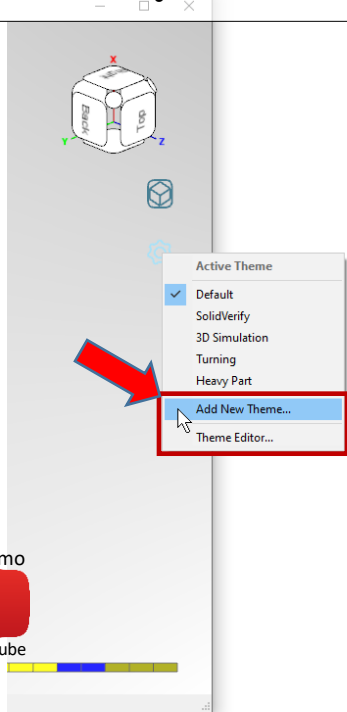 X
Back
Top
Y
Z
Active Theme
Default
SolidVerify
3D Simulation
Turning
Heavy Part
Add New Theme...
Theme Editor...
mo
ube